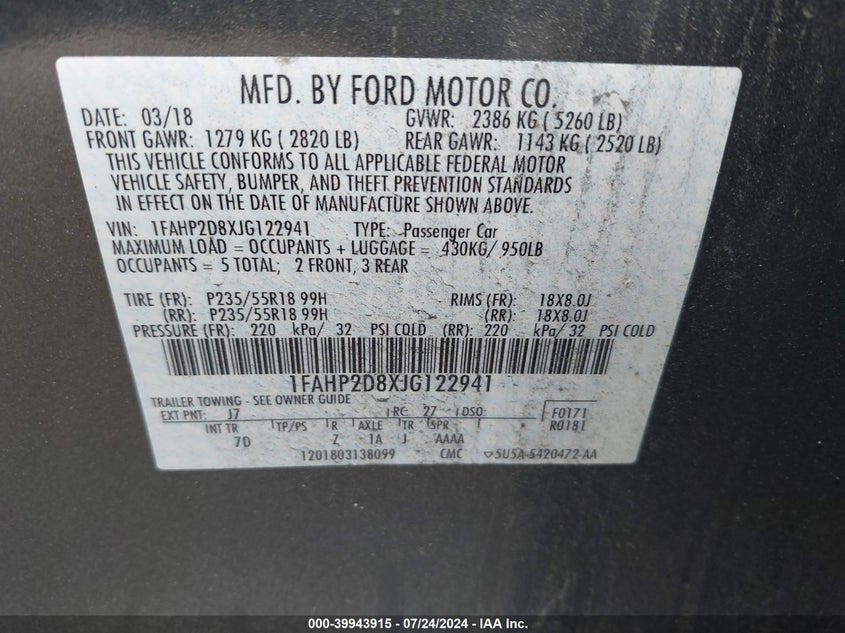 MFD. BY FORD MOTOR CO.
DATE: 03/18 GVWR: 2386 KG ( 5260 LB)
FRONT GAWR: 1279 KG ( 2820 LB) REAR GAWR: 1143 KG ( 2520 LB)
THIS VEHICLE CONFORMS TO ALL APPLICABLE FEDERAL MOTOR
VEHICLE SAFETY, BUMPER, AND THEFT PREVENTION STANDARDS
IN EFFECT ON THE DATE OF MANUFACTURE SHOWN ABOVE.
VIN: 1FAHP2D8XJG122941 TYPE: Passenger Car
MAXIMUM LOAD = OCCUPANTS + LUGGAGE = 430KG/ 950LB
OCCUPANTS = 5 TOTAL; 2 FRONT, 3 REAR
TIRE (FR): P235/55R18 99H RIMS (FR): 18X8.0J
(RR): P235/55R18 99H (RR): 18X8.0J
PRESSURE (FR): 220 kPa/ 32 PSI COLD (RR): 220 kPa/ 32 PSI COLD
1FAHP2D8XJG122941
TRAILER TOWING - SEE OWNER GUIDE
EXT PNT: J7 RC: 27 DSO: F0171
INT TR TP/PS R AXLE TR SPR R0181
7D Z 1A J AAAA
1201803138099 CMC ▽5U5A-5420472-AA
000-39943915 / 07/24/2024 - IAA Inc.